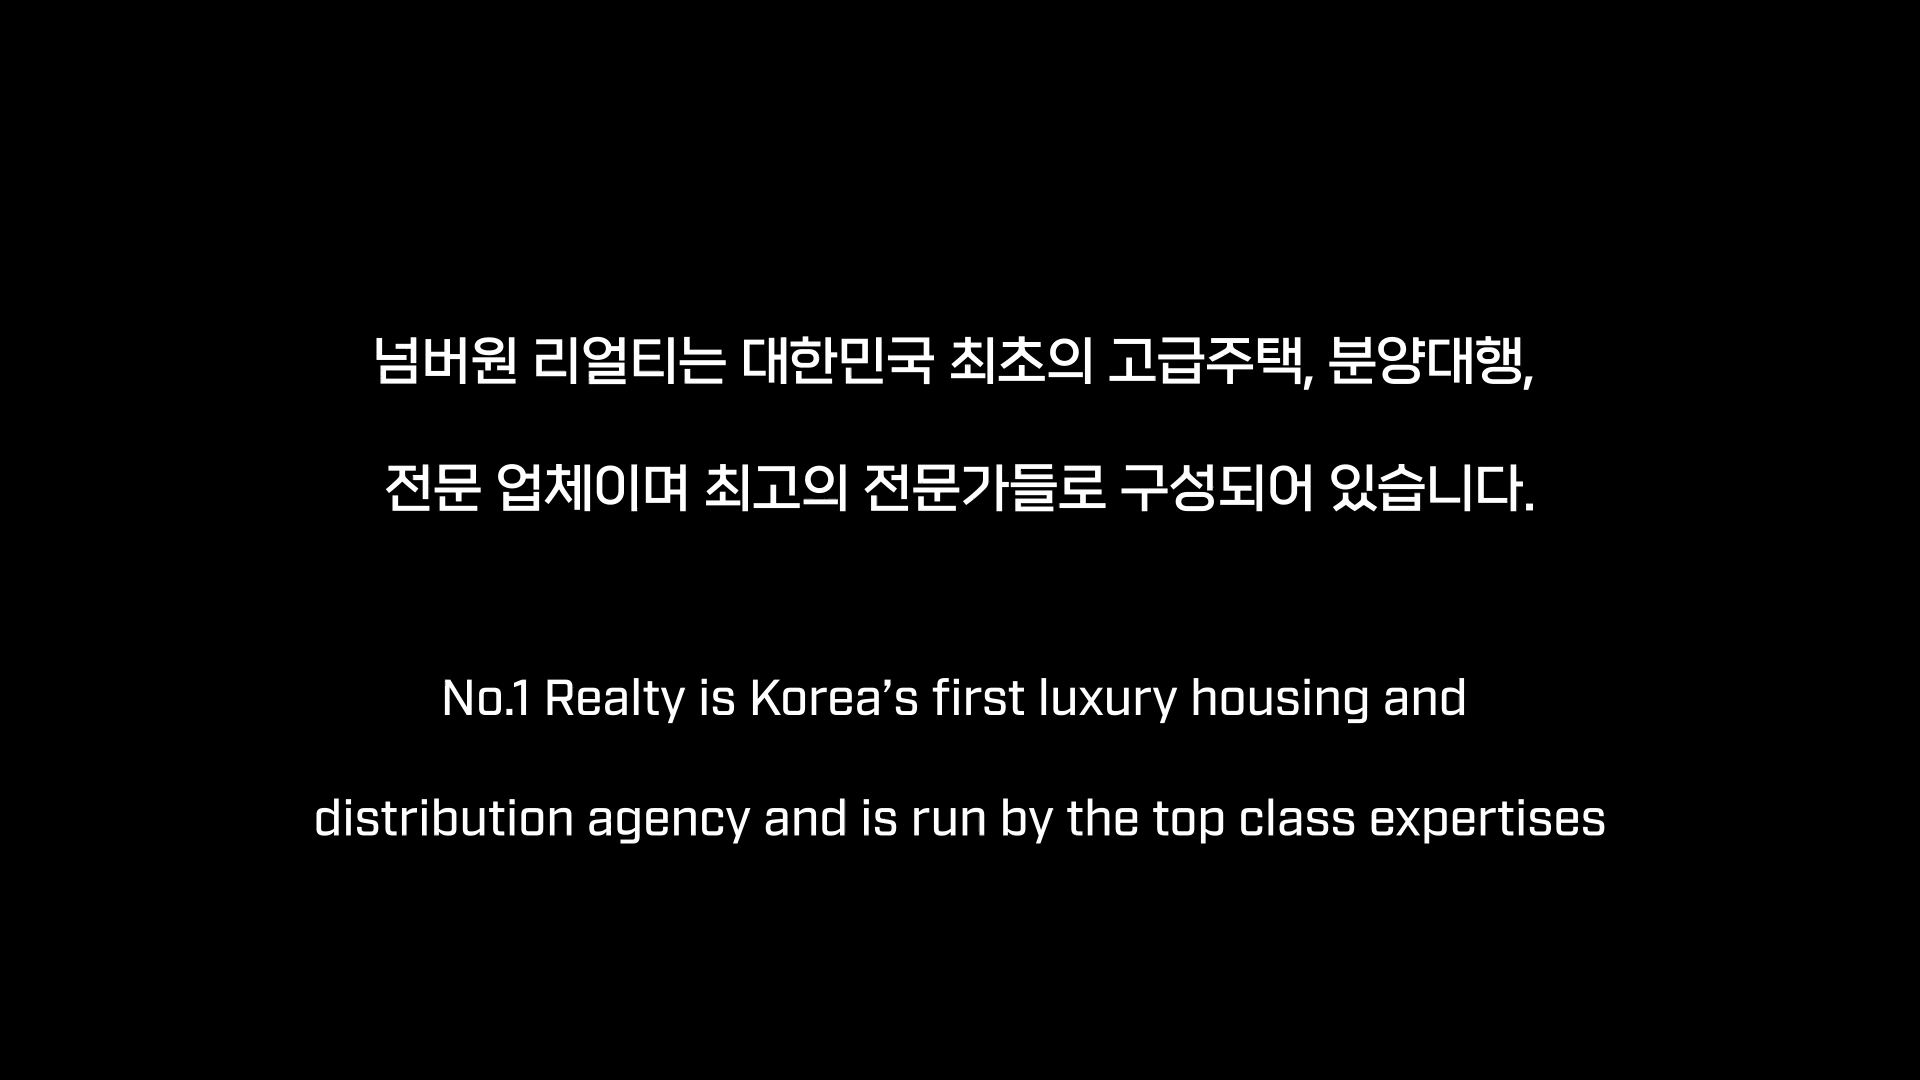 넘버원 리얼티는 대한민국 최초의 고급주택, 분양대행,
전문 업체이며 최고의 전문가들로 구성되어 있습니다.
No.1 Realty is Korea’s first luxury housing and
distribution agency and is run by the top class expertises